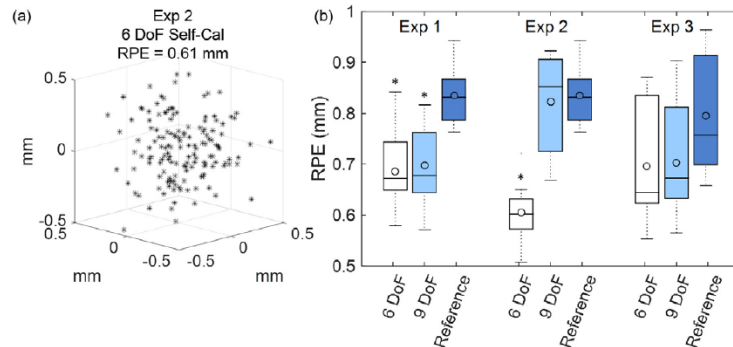 (a)
Exp 2
6 DoF Self-Cal
RPE = 0.61 mm
0.5
0
-0.5
mm
0.5
0
-0.5
mm
-0.5
0
0.5
mm
(b)
1
0.9
0.8
0.7
0.6
0.5
RPE (mm)
Exp 1
Exp 2
Exp 3
*
*
*
6 DoF
9 DoF
Reference
6 DoF
9 DoF
Reference
6 DoF
9 DoF
Reference